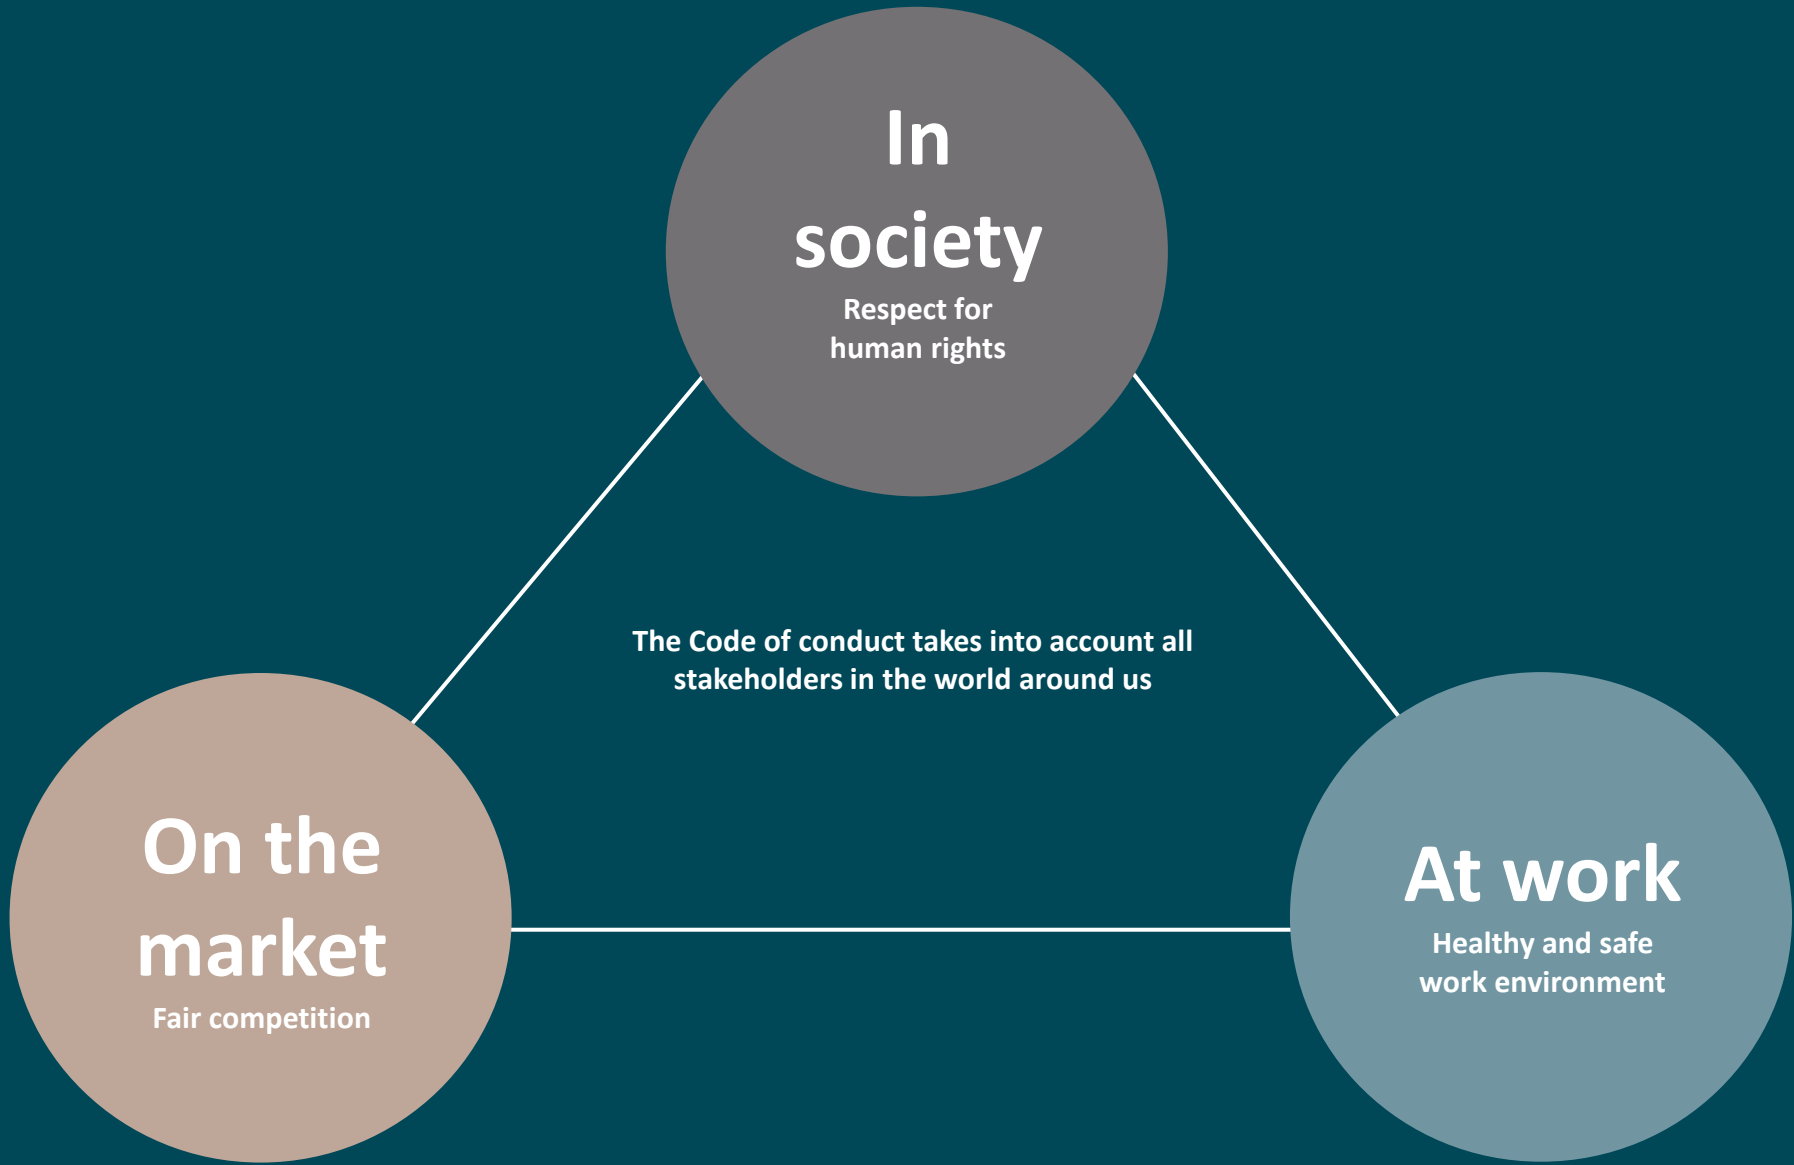 In
society
Respect for
human rights
The Code of conduct takes into account all
stakeholders in the world around us
On the
market
Fair competition
At work
Healthy and safe
work environment